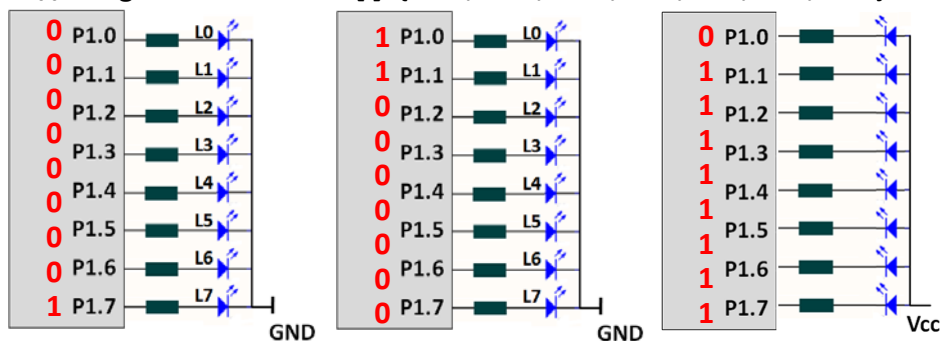 0 P1.0 L0
0 P1.1 L1
0 P1.2 L2
0 P1.3 L3
0 P1.4 L4
0 P1.5 L5
0 P1.6 L6
1 P1.7 L7
GND
1 P1.0 L0
1 P1.1 L1
0 P1.2 L2
0 P1.3 L3
0 P1.4 L4
0 P1.5 L5
0 P1.6 L6
0 P1.7 L7
GND
0 P1.0
1 P1.1
1 P1.2
1 P1.3
1 P1.4
1 P1.5
1 P1.6
1 P1.7
Vcc